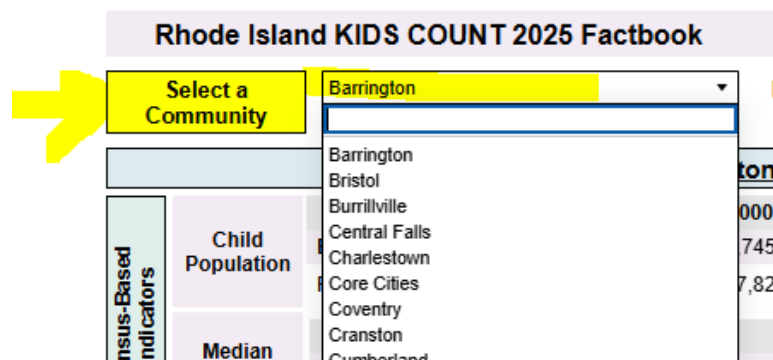 Rhode Island KIDS COUNT 2025 Factbook
Select a
Community
Barrington
Barrington
Bristol
Burrillville
Central Falls
Charlestown
Core Cities
Coventry
Cranston
Cumberland
Child
Population
Median